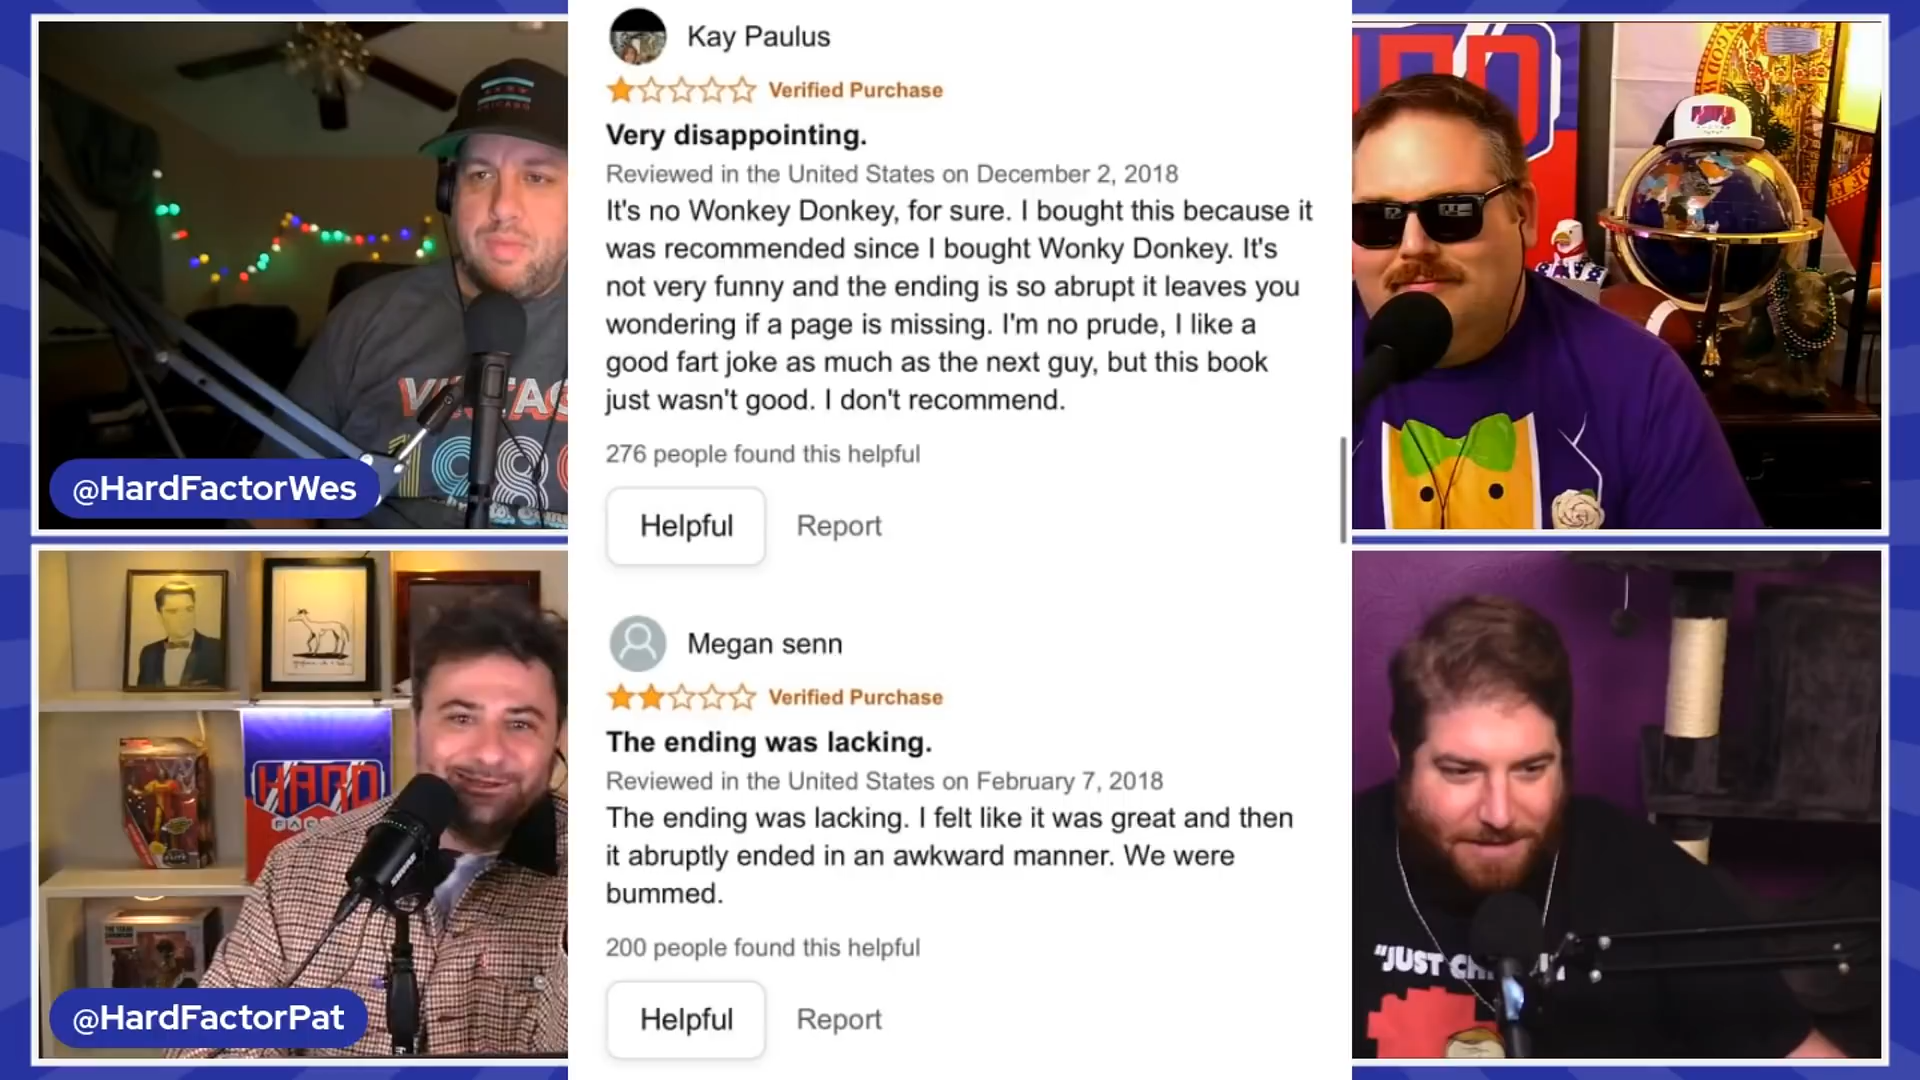 Kay Paulus
Verified Purchase
Very disappointing.
Reviewed in the United States on December 2, 2018
It's no Wonkey Donkey, for sure. I bought this because it
was recommended since I bought Wonky Donkey. It's
not very funny and the ending is so abrupt it leaves you
wondering if a page is missing. I'm no prude, I like a
good fart joke as much as the next guy, but this book
just wasn't good. I don't recommend.
276 people found this helpful
Helpful Report
Megan senn
Verified Purchase
The ending was lacking.
Reviewed in the United States on February 7, 2018
The ending was lacking. I felt like it was great and then
it abruptly ended in an awkward manner. We were
bummed.
200 people found this helpful
Helpful Report
@HardFactorWes
@HardFactorPat
HARD
CHICAGO
"JUST